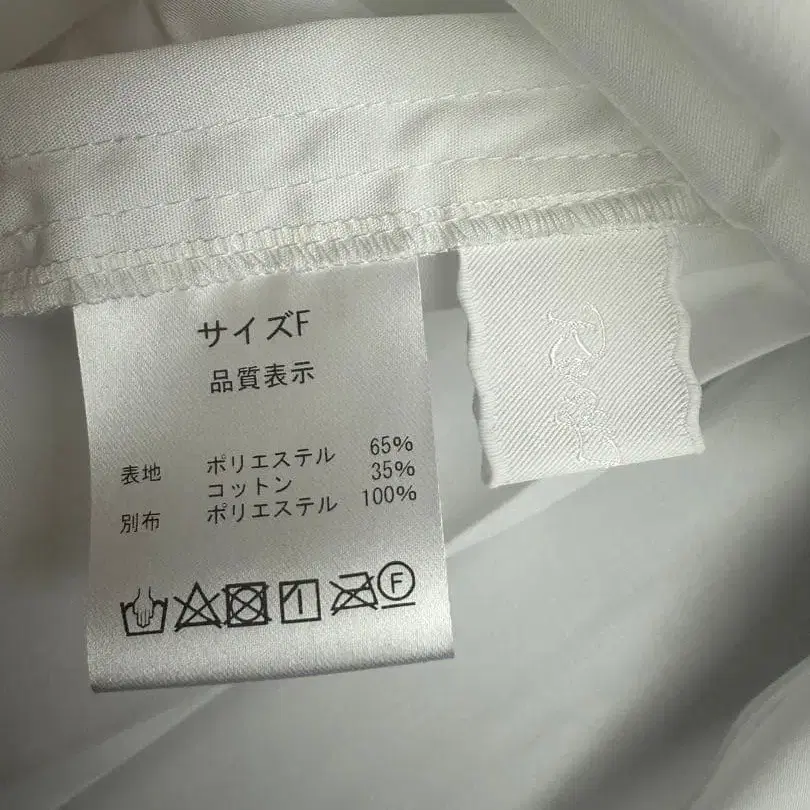 サイズF
品質表示
表地 ポリエステル 65%
コットン 35%
別布 ポリエステル 100%
F